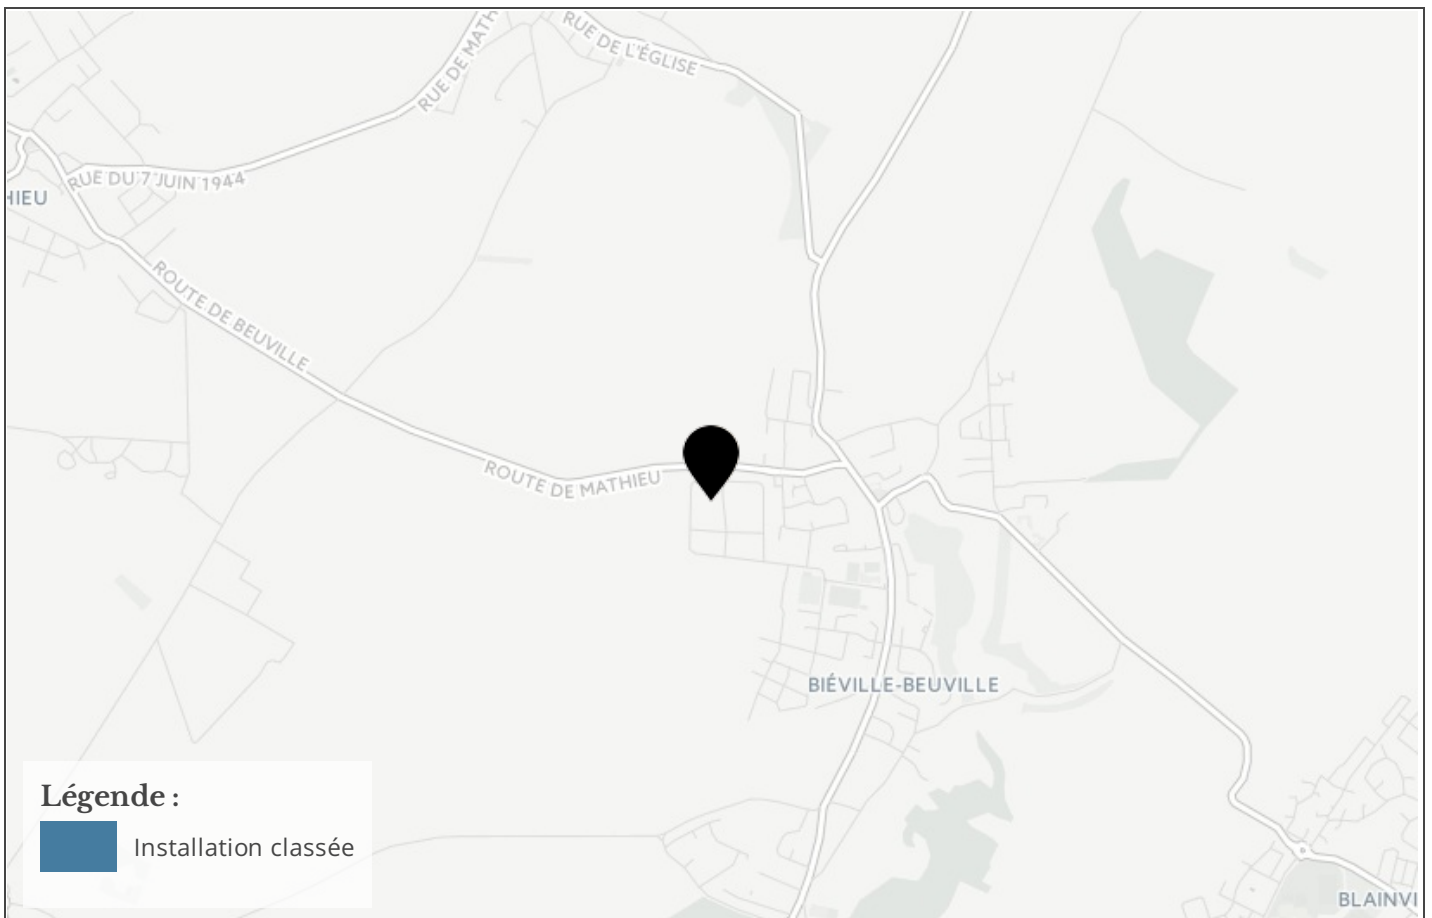 RUE DE MATH
RUE DE L'ÉGLISE
RUE DU 7 JUIN 1944
HIEU
ROUTE DE BEUVILLE
ROUTE DE MATHIEU
BIÉVILLE-BEUVILLE
Légende :
Installation classée
BLAINVI